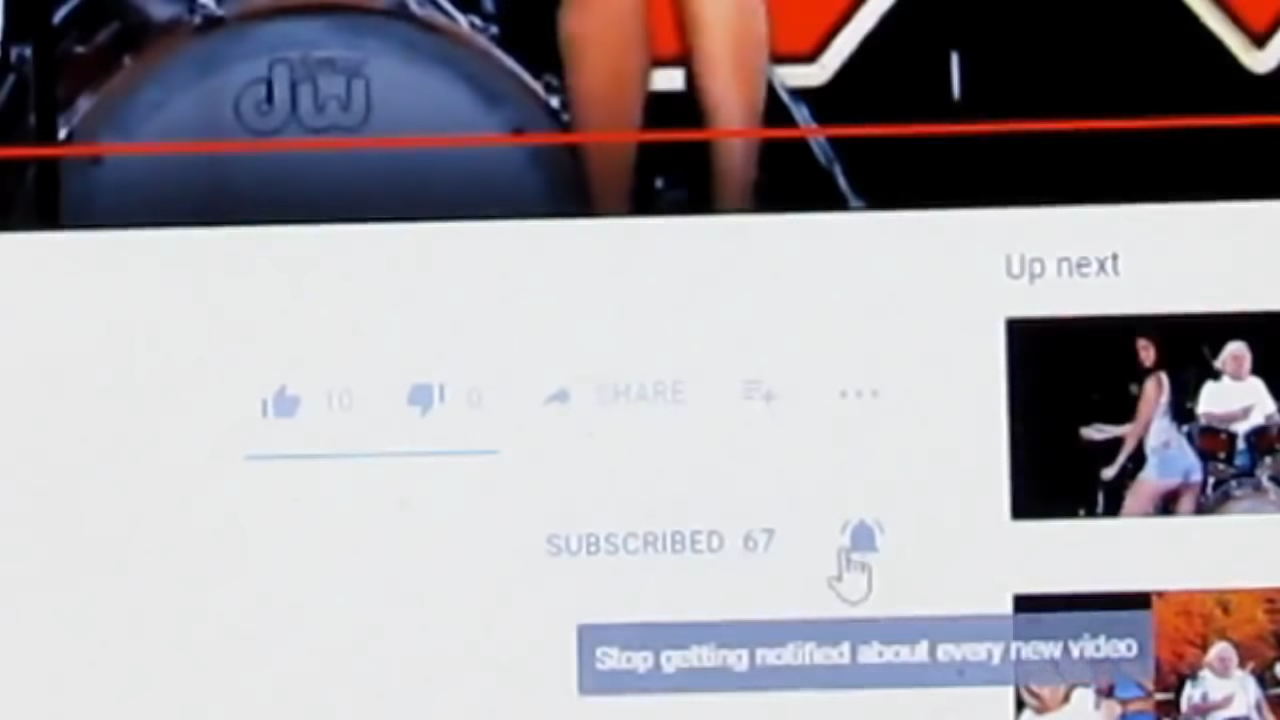 dw
Up next
10 0 SHARE
SUBSCRIBED 67
Stop getting notified about every new video